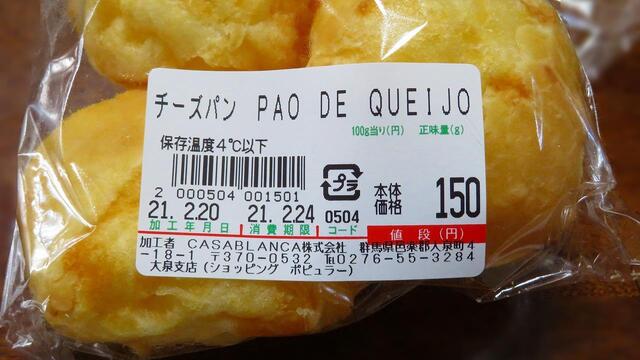 チーズパン PAO DE QUEIJO
100g当り(円) 正味量(g)
保存温度4℃以下
2 000504 001501
プラ
本体価格 150
21. 2.20 21. 2.24 0504
加工年月日 消費期限 コード 値段(円)
加工者 CASABLANCA株式会社 群馬県邑楽郡大泉町4
-18-1 〒370-0532 ℡0276-55-3284
大泉支店(ショッピング ポピュラー)